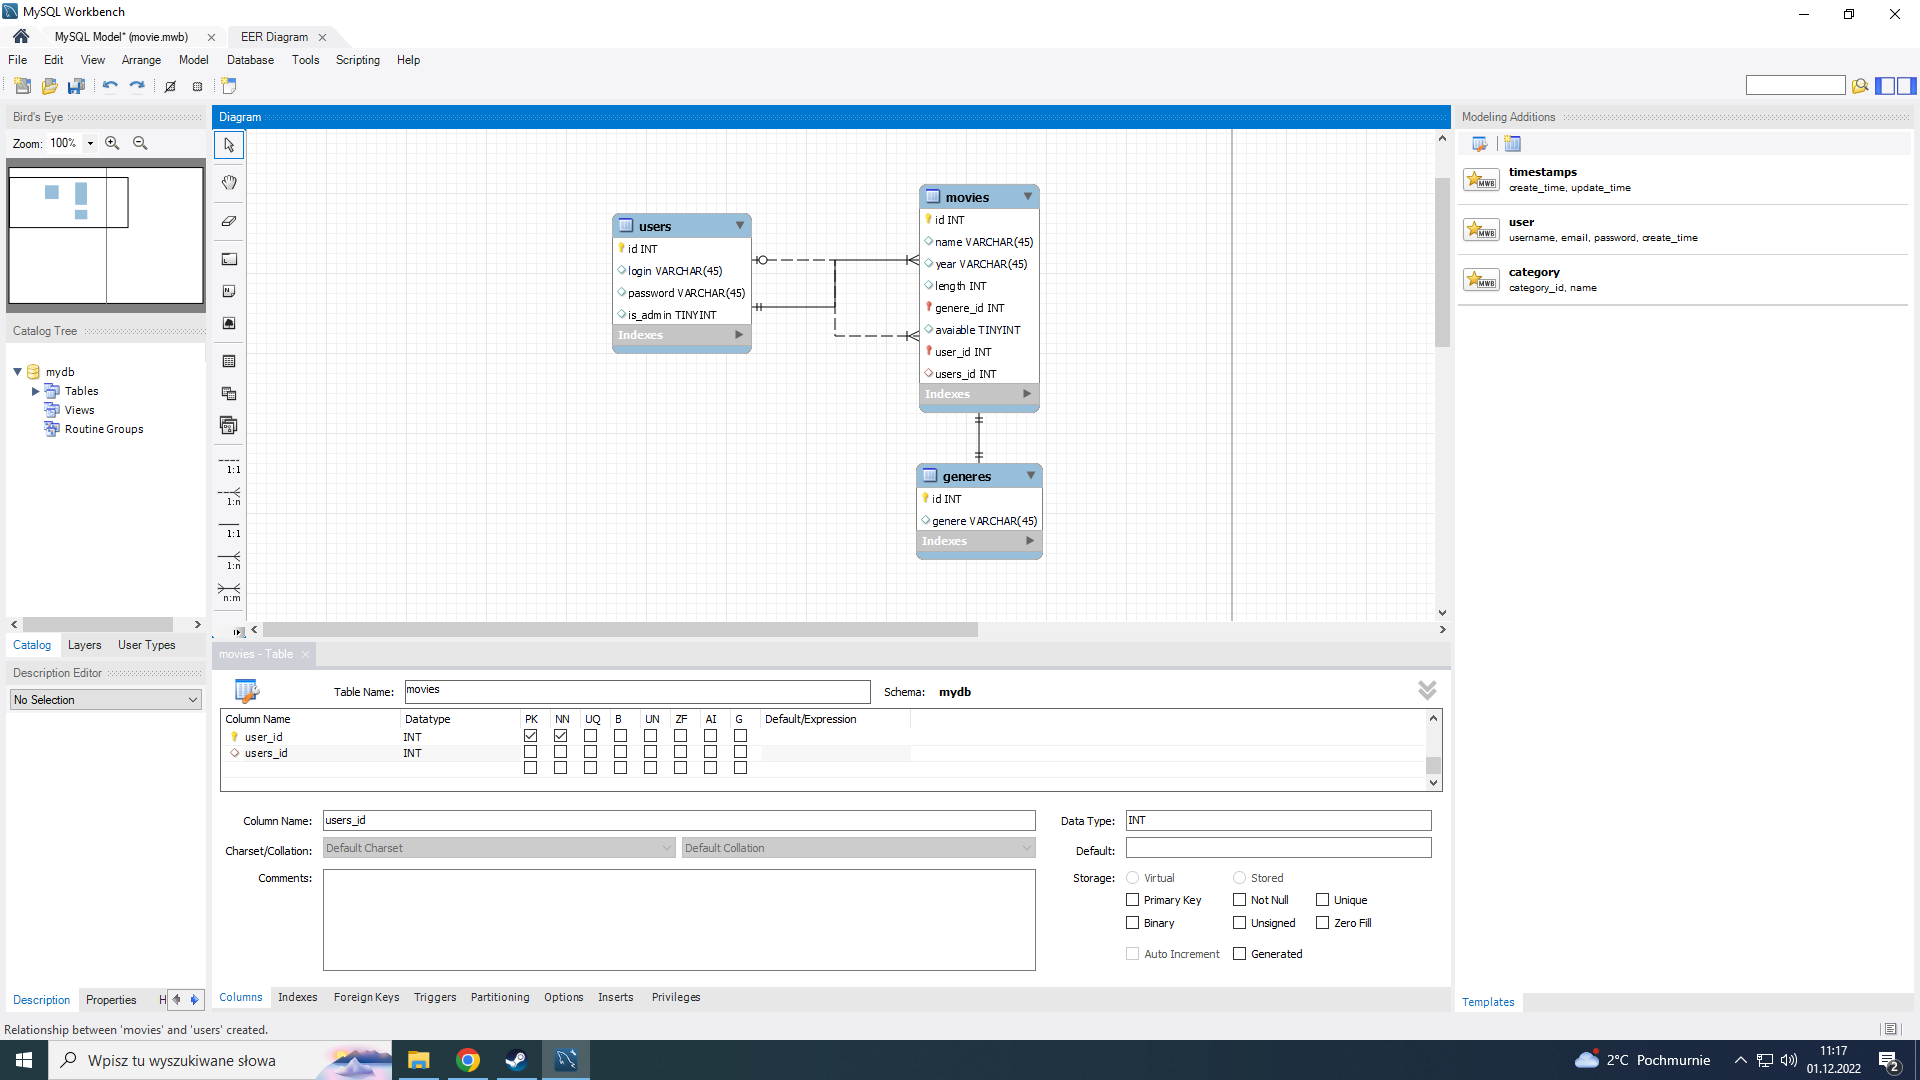 MySQL Workbench
MySQL Model* (movie.mwb)
EER Diagram
File Edit View Arrange Model Database Tools Scripting Help
Bird's Eye
Zoom: 100%
Catalog Tree
mydb
Tables
Views
Routine Groups
Catalog Layers User Types
Description Editor
No Selection
Description Properties H
Diagram
1:1
1:n
1:1
1:n
n:m
users
id INT
login VARCHAR(45)
password VARCHAR(45)
is_admin TINYINT
Indexes
movies
id INT
name VARCHAR(45)
year VARCHAR(45)
length INT
genere_id INT
avaiable TINYINT
user_id INT
users_id INT
Indexes
generes
id INT
genere VARCHAR(45)
Indexes
movies - Table
Table Name: movies Schema: mydb
Column Name Datatype PK NN UQ B UN ZF AI G Default/Expression
user_id INT
users_id INT
Column Name: users_id Data Type: INT
Charset/Collation: Default Charset Default Collation Default:
Comments: Storage: Virtual Stored
Primary Key Not Null Unique
Binary Unsigned Zero Fill
Auto Increment Generated
Columns Indexes Foreign Keys Triggers Partitioning Options Inserts Privileges
Modeling Additions
MWB
timestamps
create_time, update_time
MWB
user
username, email, password, create_time
MWB
category
category_id, name
Templates
Relationship between 'movies' and 'users' created.
Wpisz tu wyszukiwane słowa
2°C Pochmurnie
11:17
01.12.2022
2